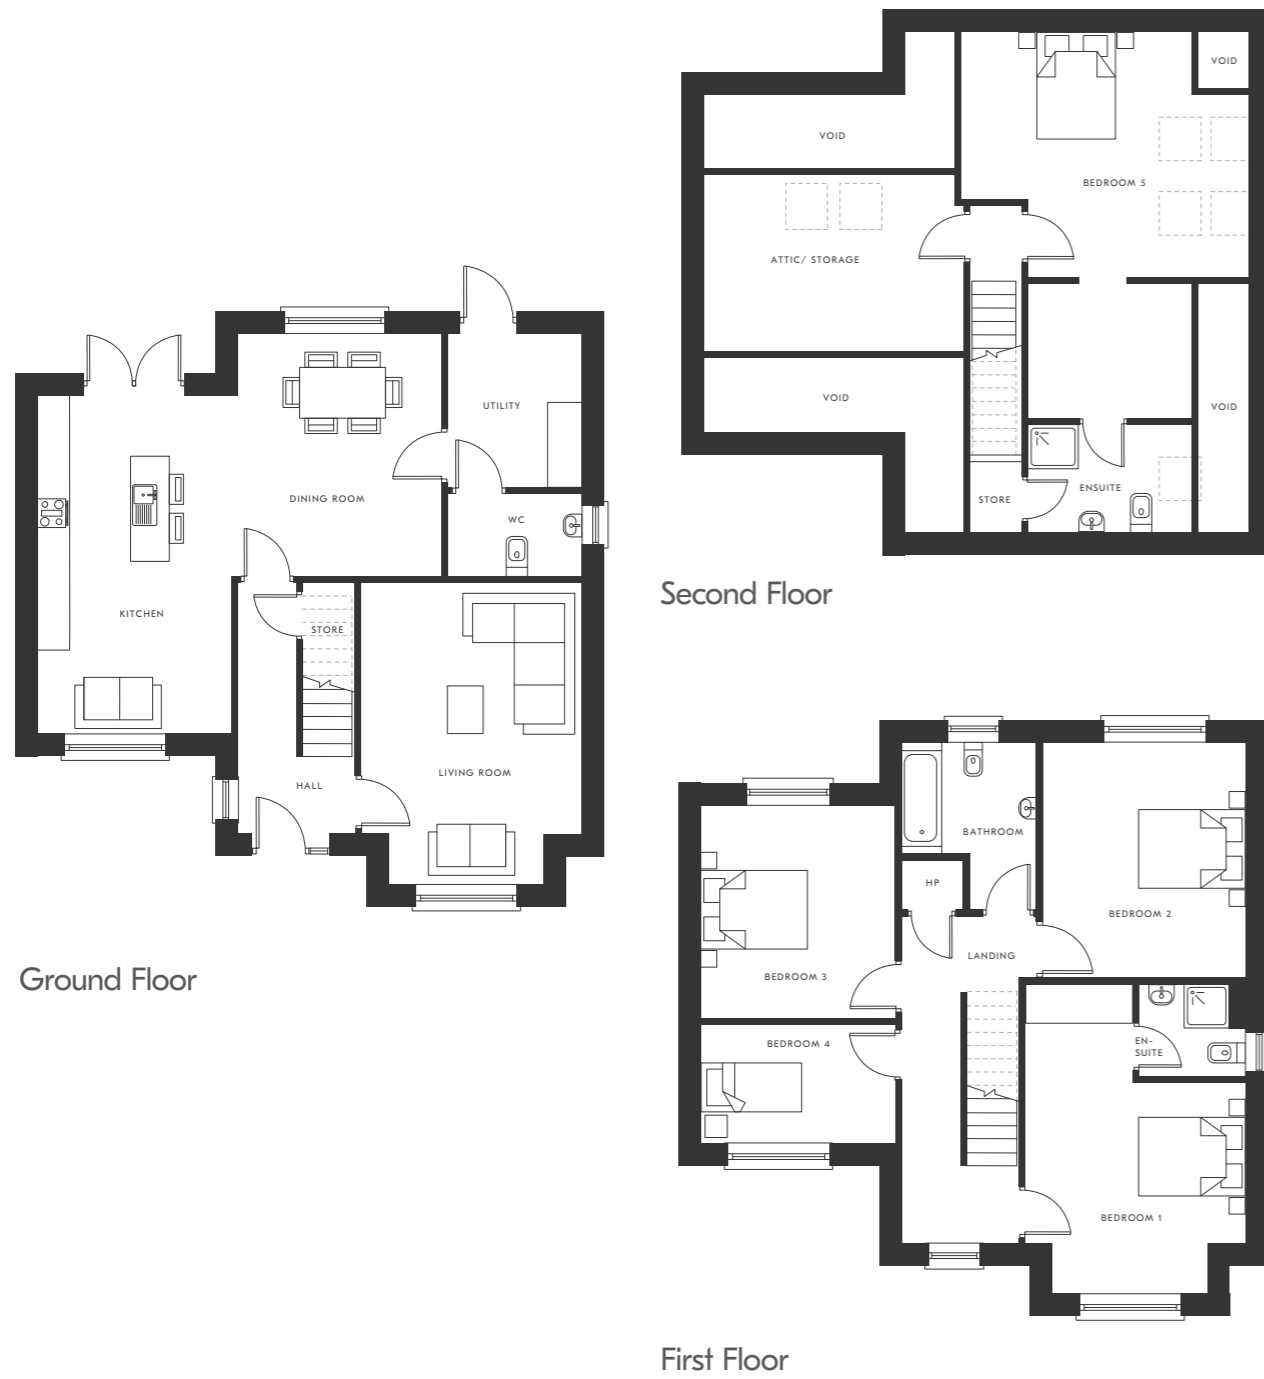 UTILITY
DINING ROOM
WC
KITCHEN
STORE
LIVING ROOM
HALL
Ground Floor
VOID
VOID
BEDROOM 5
ATTIC/ STORAGE
VOID
VOID
ENSUITE
STORE
Second Floor
BATHROOM
HP
BEDROOM 2
LANDING
BEDROOM 3
BEDROOM 4
EN-
SUITE
BEDROOM 1
First Floor